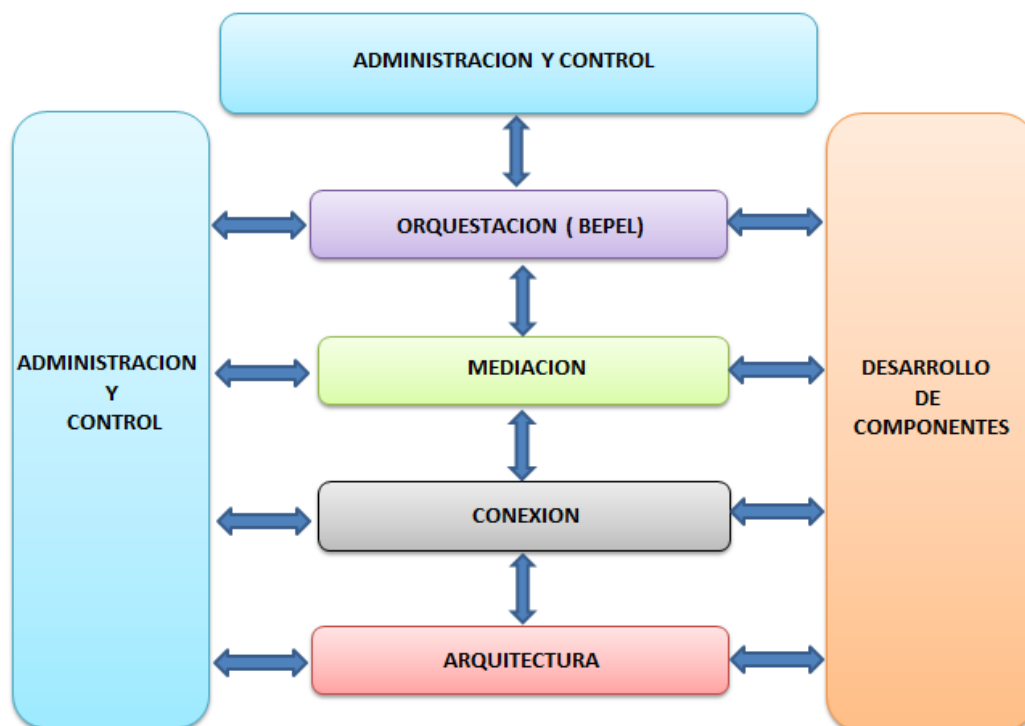 ADMINISTRACION Y CONTROL
ORQUESTACION ( BEPEL)
ADMINISTRACION
Y
CONTROL
MEDIACION
DESARROLLO
DE
COMPONENTES
CONEXION
ARQUITECTURA